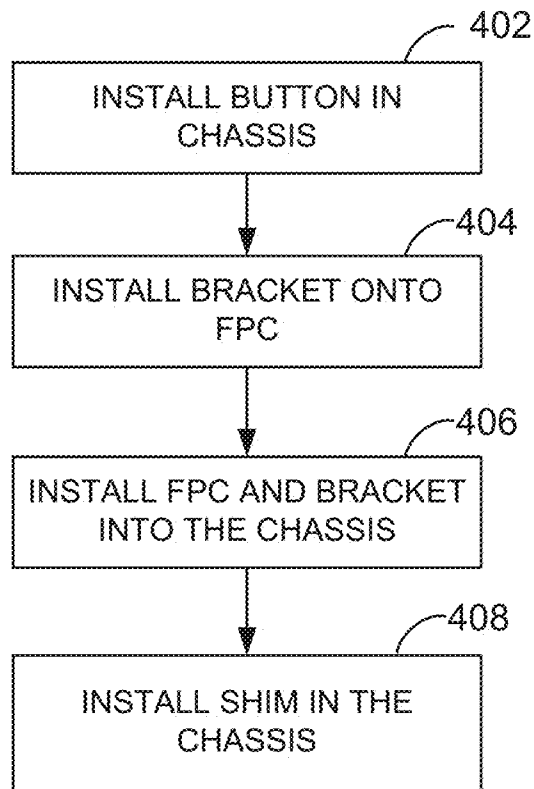 402
INSTALL BUTTON IN
CHASSIS
404
INSTALL BRACKET ONTO
FPC
406
INSTALL FPC AND BRACKET
INTO THE CHASSIS
408
INSTALL SHIM IN THE
CHASSIS